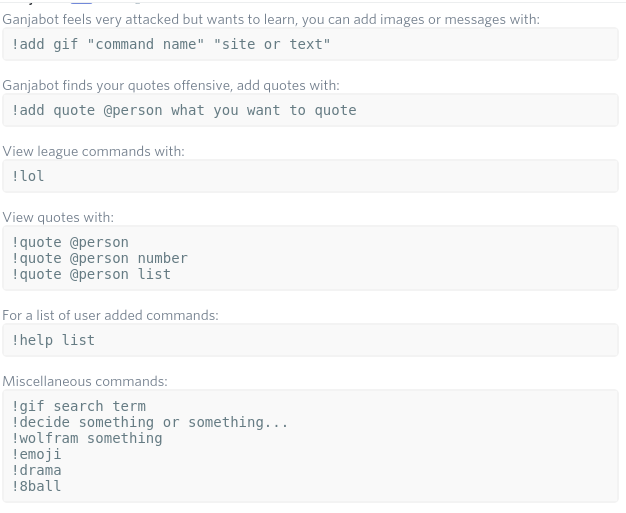 Ganjabot feels very attacked but wants to learn, you can add images or messages with:
!add gif "command name" "site or text"
Ganjabot finds your quotes offensive, add quotes with:
!add quote @person what you want to quote
View league commands with:
!lol
View quotes with:
!quote @person
!quote @person number
!quote @person list
For a list of user added commands:
!help list
Miscellaneous commands:
!gif search term
!decide something or something...
!wolfram something
!emoji
!drama
!8ball